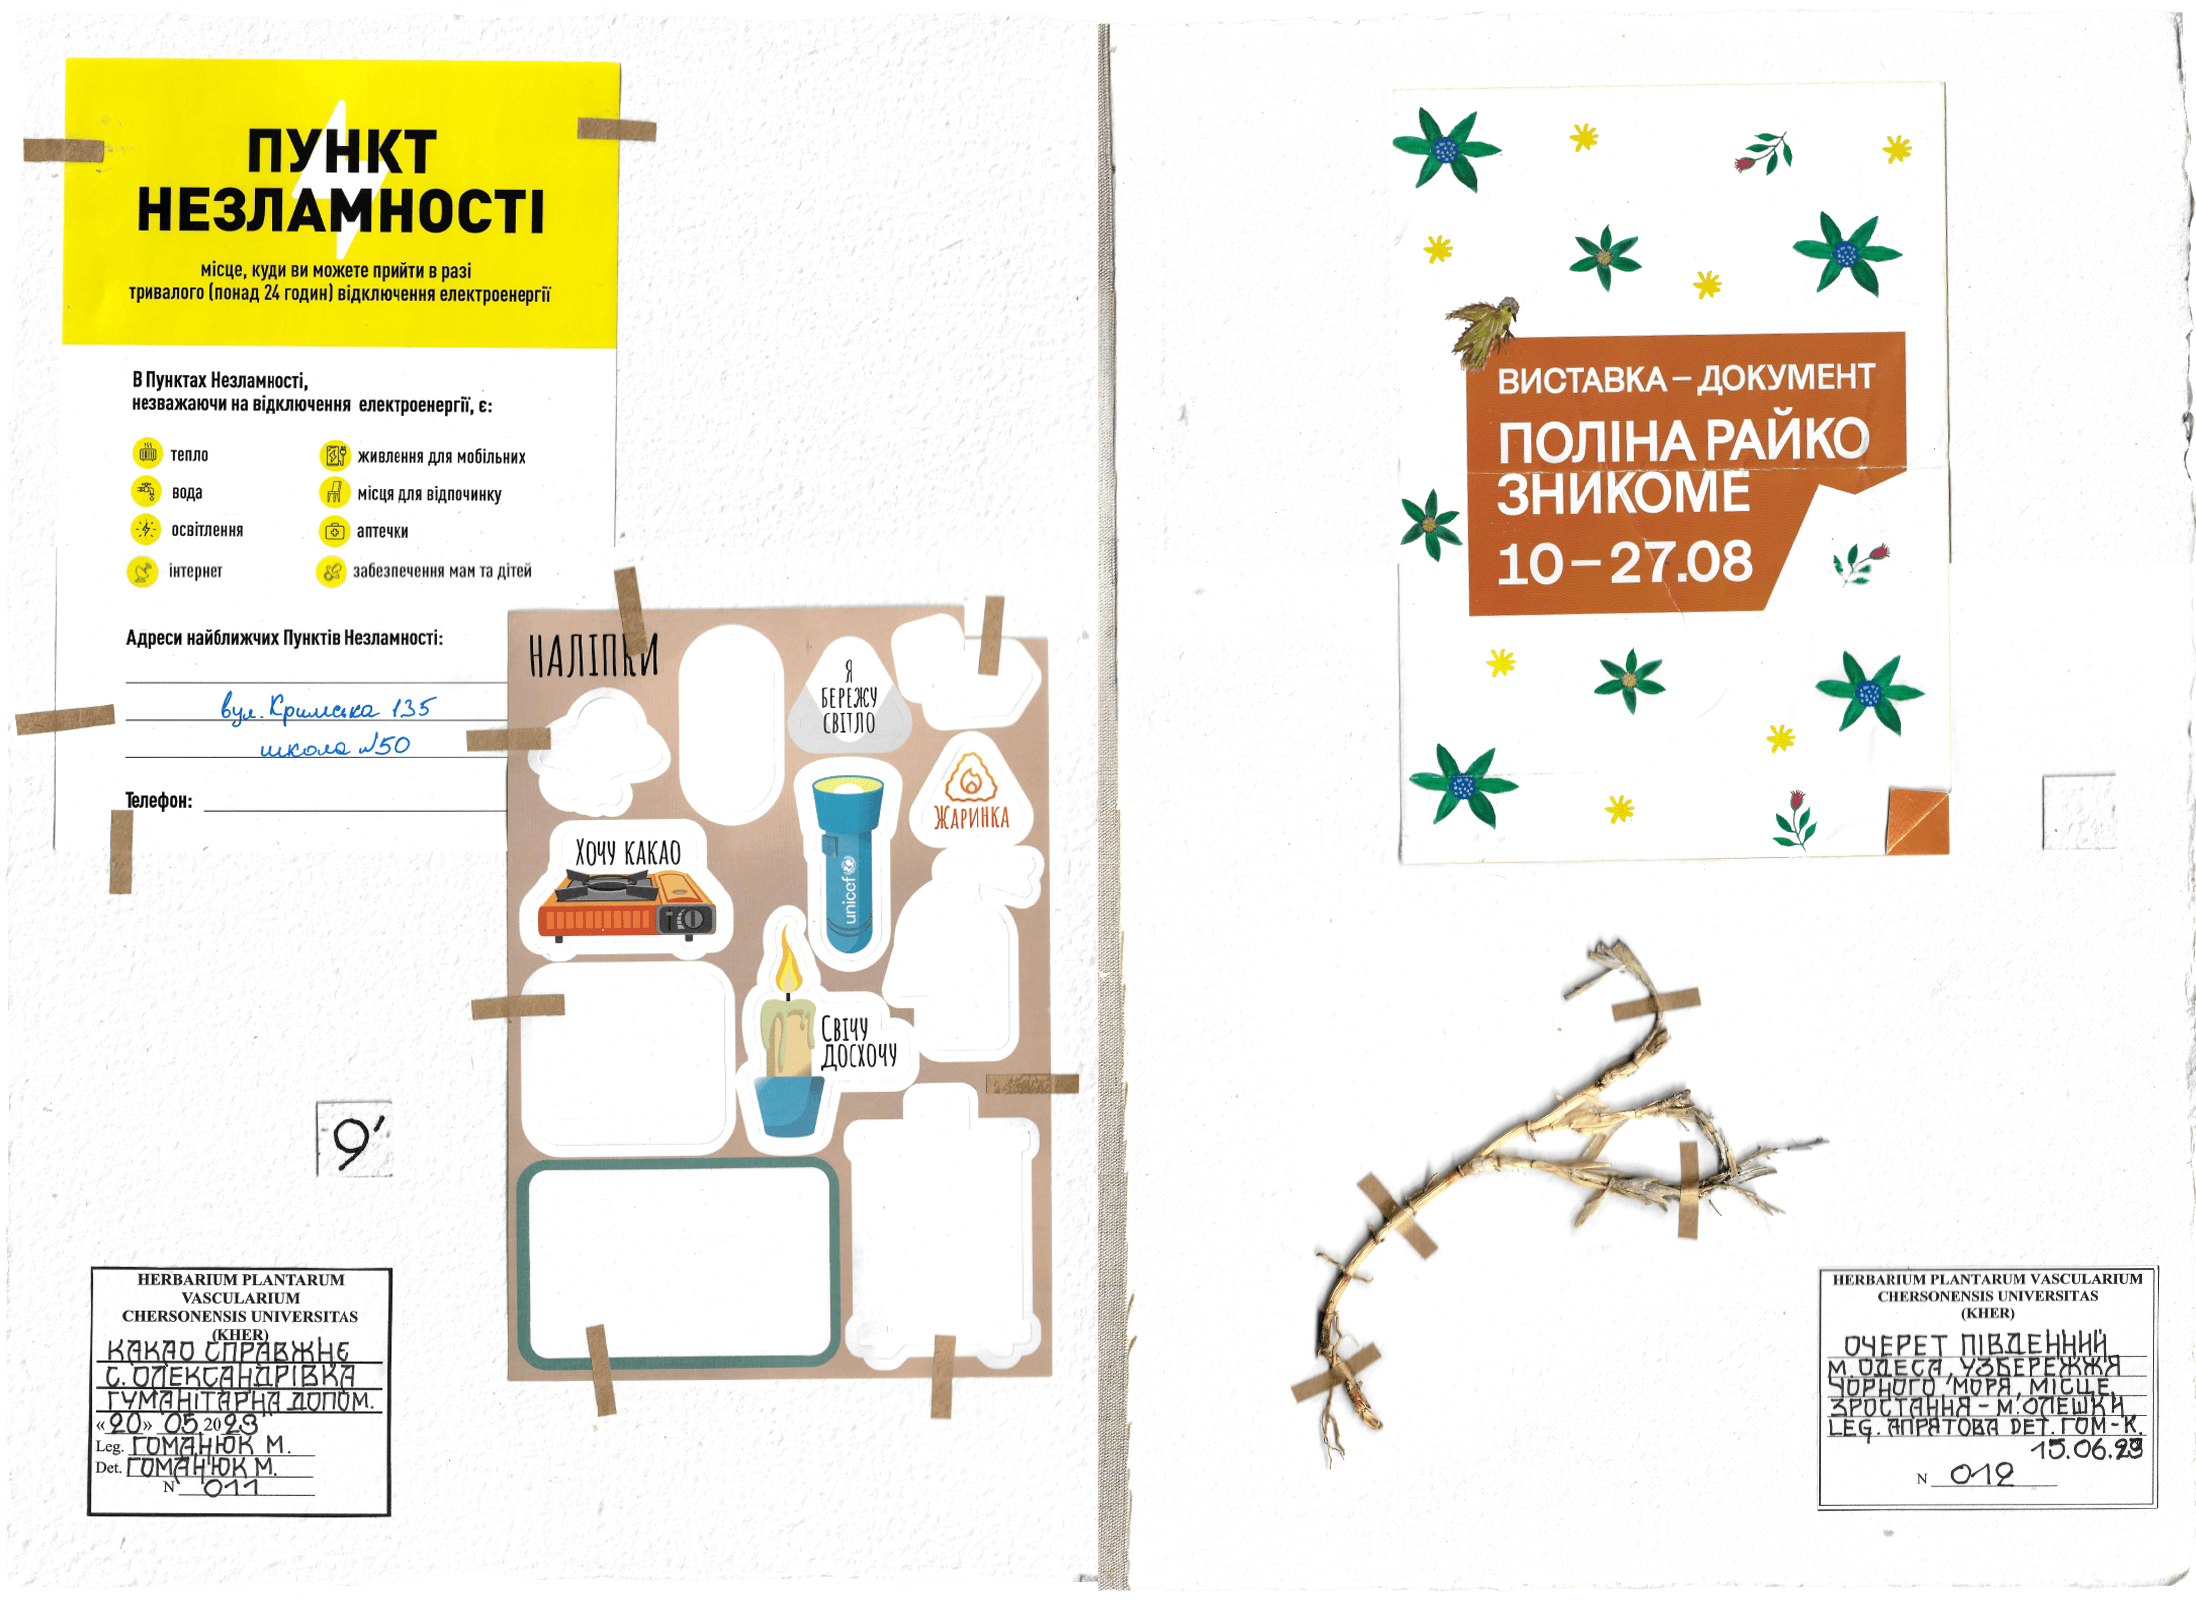 ПУНКТ
НЕЗЛАМНОСТІ
місце, куди ви можете прийти в разі
тривалого (понад 24 годин) відключення електроенергії
В Пунктах Незламності,
незважаючи на відключення електроенергії, є:
тепло
вода
освітлення
інтернет
живлення для мобільних
місця для відпочинку
аптечки
забезпечення мам та дітей
Адреси найближчих Пунктів Незламності:
вул. Кримська 135
школа №50
Телефон:
НАЛІПКИ
Я
БЕРЕЖУ
СВІТЛО
ЖАРИНКА
ХОЧУ КАКАО
unicef
СВІЧУ
ДОСХОЧУ
9'
HERBARIUM PLANTARUM
VASCULARIUM
CHERSONENSIS UNIVERSITAS
(KHER)
КАКАО СПРАВЖНЄ
С. ОЛЕКСАНДРІВКА
ГУМАНІТАРНА ДОПОМ.
«20» 05 2023
Leg. ГОМАНЮК М.
Det. ГОМАНЮК М.
N 011
ВИСТАВКА – ДОКУМЕНТ
ПОЛІНА РАЙКО
ЗНИКОМЕ
10 – 27.08
HERBARIUM PLANTARUM VASCULARIUM
CHERSONENSIS UNIVERSITAS
(KHER)
ОЧЕРЕТ ПІВДЕННИЙ
М. ОДЕСА, УЗБЕРЕЖЖЯ
ЧОРНОГО МОРЯ, МІСЦЕ
ЗРОСТАННЯ - М. ОЛЕШКИ
LEG. АПРЯТОВА DET. ГОМ-К.
15.06.23
N 012